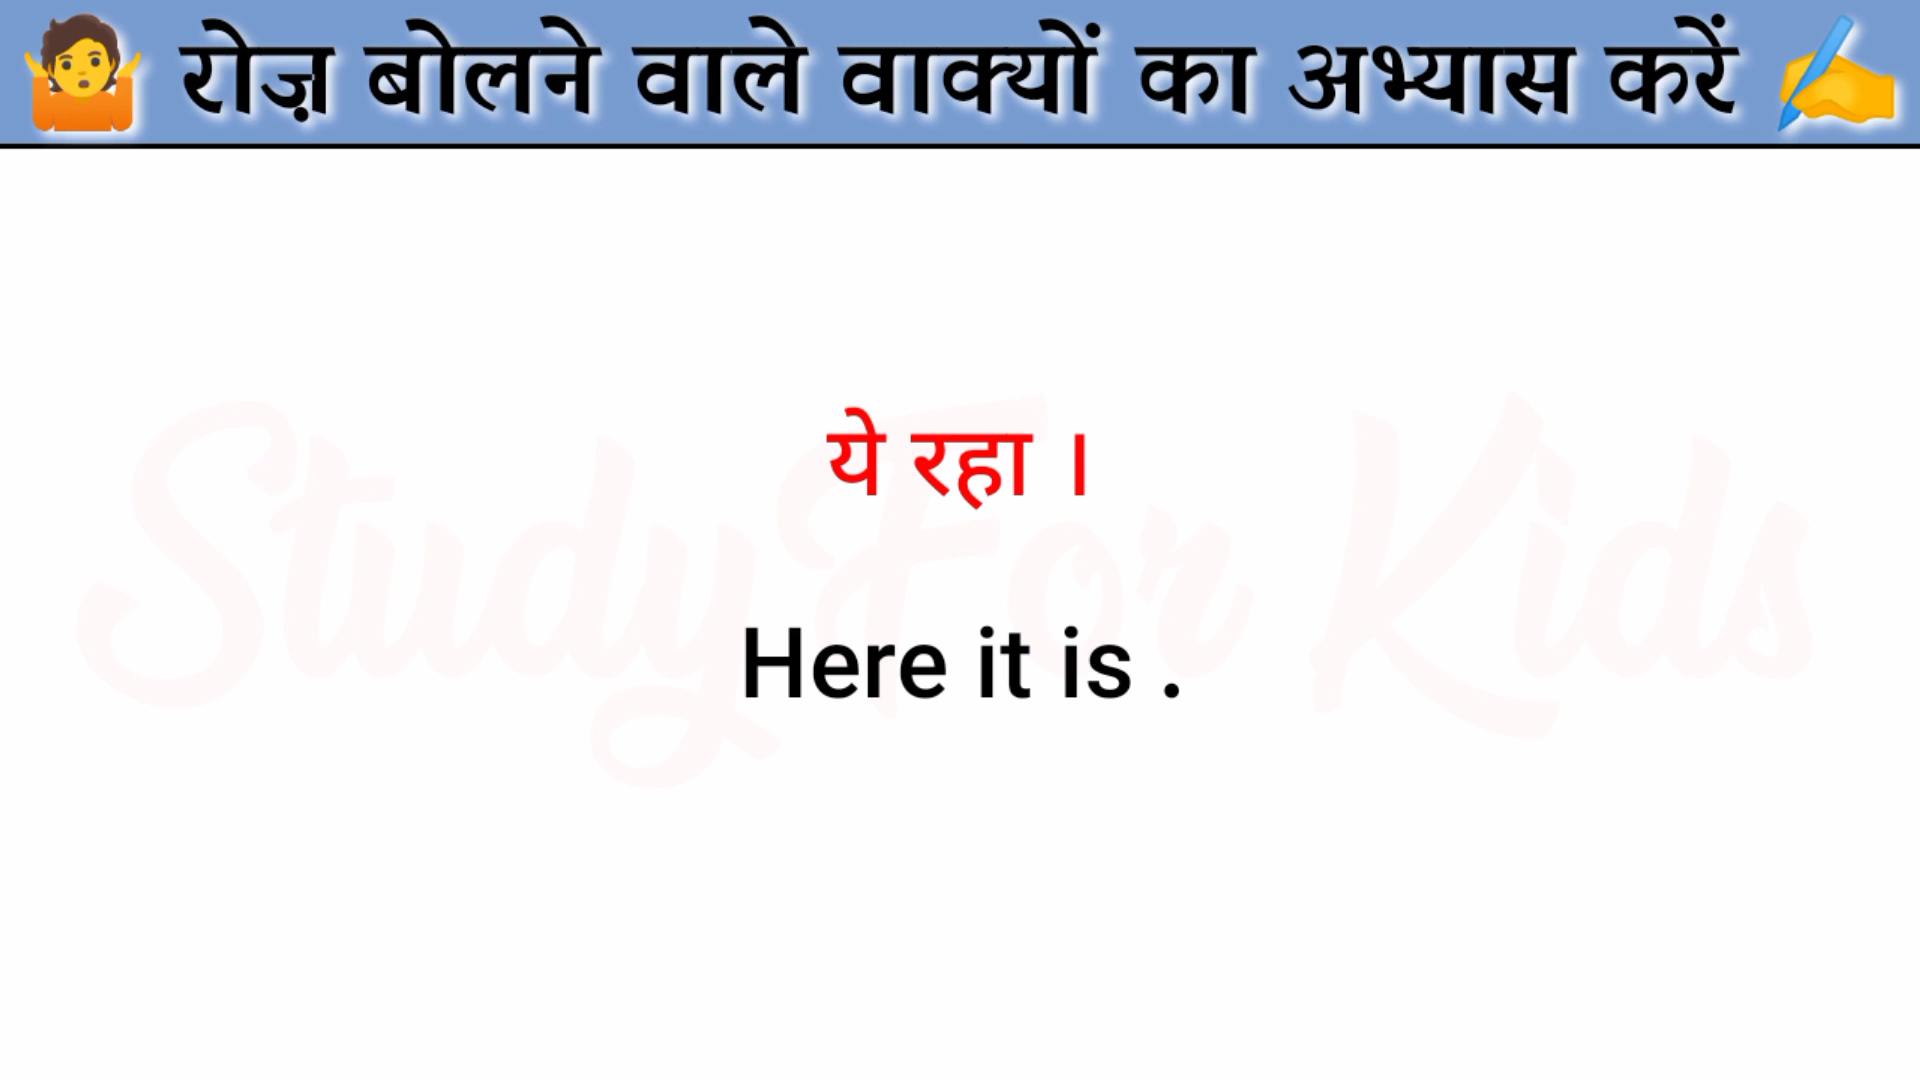 🤷 रोज़ बोलने वाले वाक्यों का अभ्यास करें ✍️
ये रहा ।
Study For Kids
Here it is .